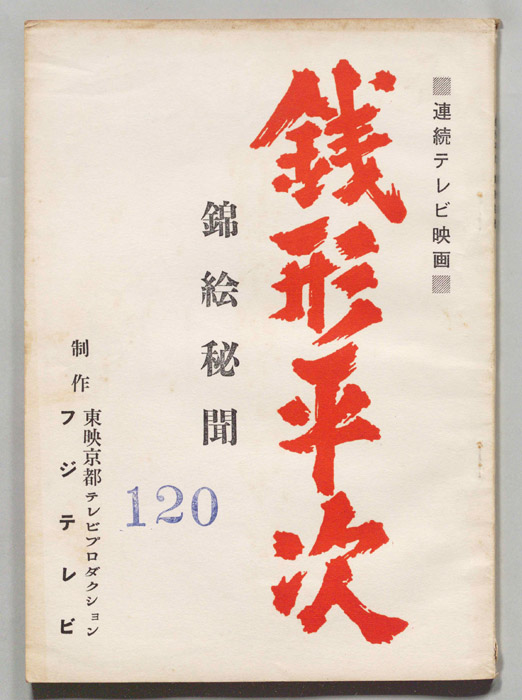 ■連続テレビ映画■
銭形平次
錦絵秘聞
制作
東映京都テレビプロダクション
フジテレビ
120